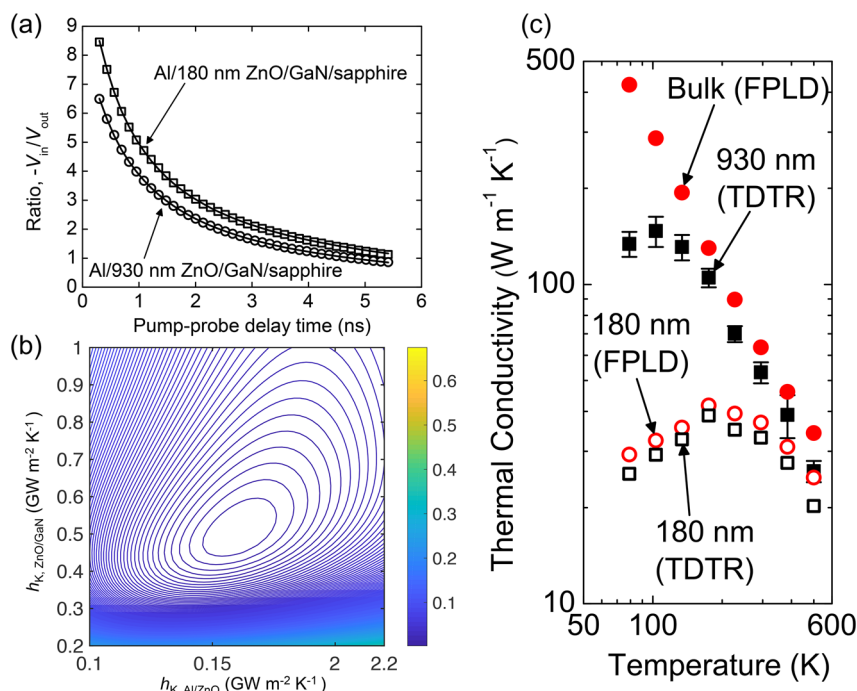 (a)
9
8
7
6
5
4
3
2
1
0
Ratio, -V_in/V_out
Al/180 nm ZnO/GaN/sapphire
Al/930 nm ZnO/GaN/sapphire
0 1 2 3 4 5 6
Pump-probe delay time (ns)
(b)
1
0.9
0.8
0.7
0.6
0.5
0.4
0.3
0.2
h_K, ZnO/GaN (GW m⁻² K⁻¹)
0.1 0.15 2 2.2
h_K, Al/ZnO (GW m⁻² K⁻¹)
0.6
0.5
0.4
0.3
0.2
0.1
(c)
500
100
10
Thermal Conductivity (W m⁻¹ K⁻¹)
Bulk (FPLD)
930 nm
(TDTR)
180 nm
(FPLD)
180 nm
(TDTR)
50 100 600
Temperature (K)